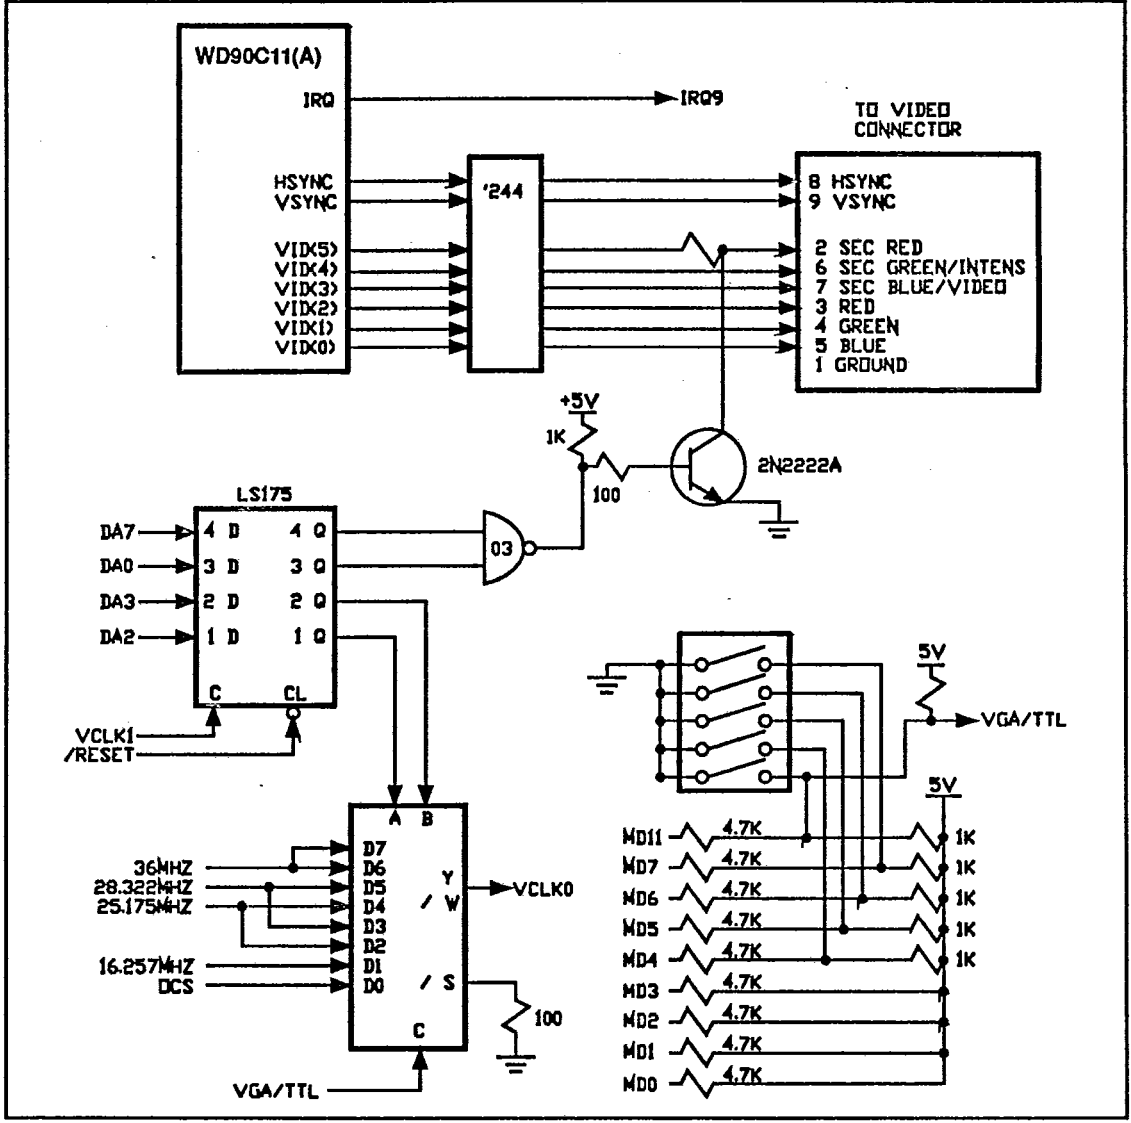 WD90C11(A)
IRQ
IRQ9
TO VIDEO
CONNECTOR
HSYNC
VSYNC
'244
8 HSYNC
9 VSYNC
VID(5)
VID(4)
VID(3)
VID(2)
VID(1)
VID(0)
2 SEC RED
6 SEC GREEN/INTENS
7 SEC BLUE/VIDEO
3 RED
4 GREEN
5 BLUE
1 GROUND
+5V
1K
100
2N2222A
LS175
DA7 4 D 4 Q
DA0 3 D 3 Q
DA3 2 D 2 Q
DA2 1 D 1 Q
03
C CL
VCLK1
/RESET
5V
VGA/TTL
A B
D7
36MHZ D6
28.322MHZ D5
25.175MHZ D4
D3
D2
16.257MHZ D1
DCS D0
Y
/ W
VCLK0
/ S
100
C
VGA/TTL
5V
MD11 4.7K 1K
MD7 4.7K 1K
MD6 4.7K 1K
MD5 4.7K 1K
MD4 4.7K 1K
MD3 4.7K
MD2 4.7K
MD1 4.7K
MD0 4.7K